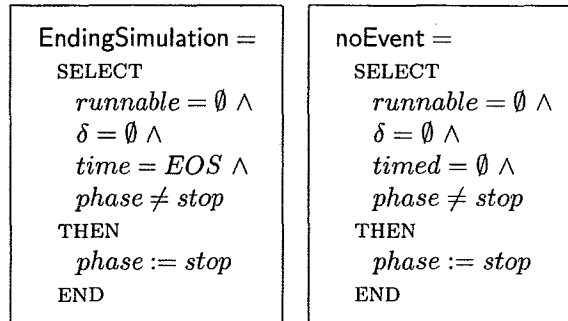 EndingSimulation =
SELECT
runnable = ∅ ∧
δ = ∅ ∧
time = EOS ∧
phase ≠ stop
THEN
phase := stop
END
noEvent =
SELECT
runnable = ∅ ∧
δ = ∅ ∧
timed = ∅ ∧
phase ≠ stop
THEN
phase := stop
END